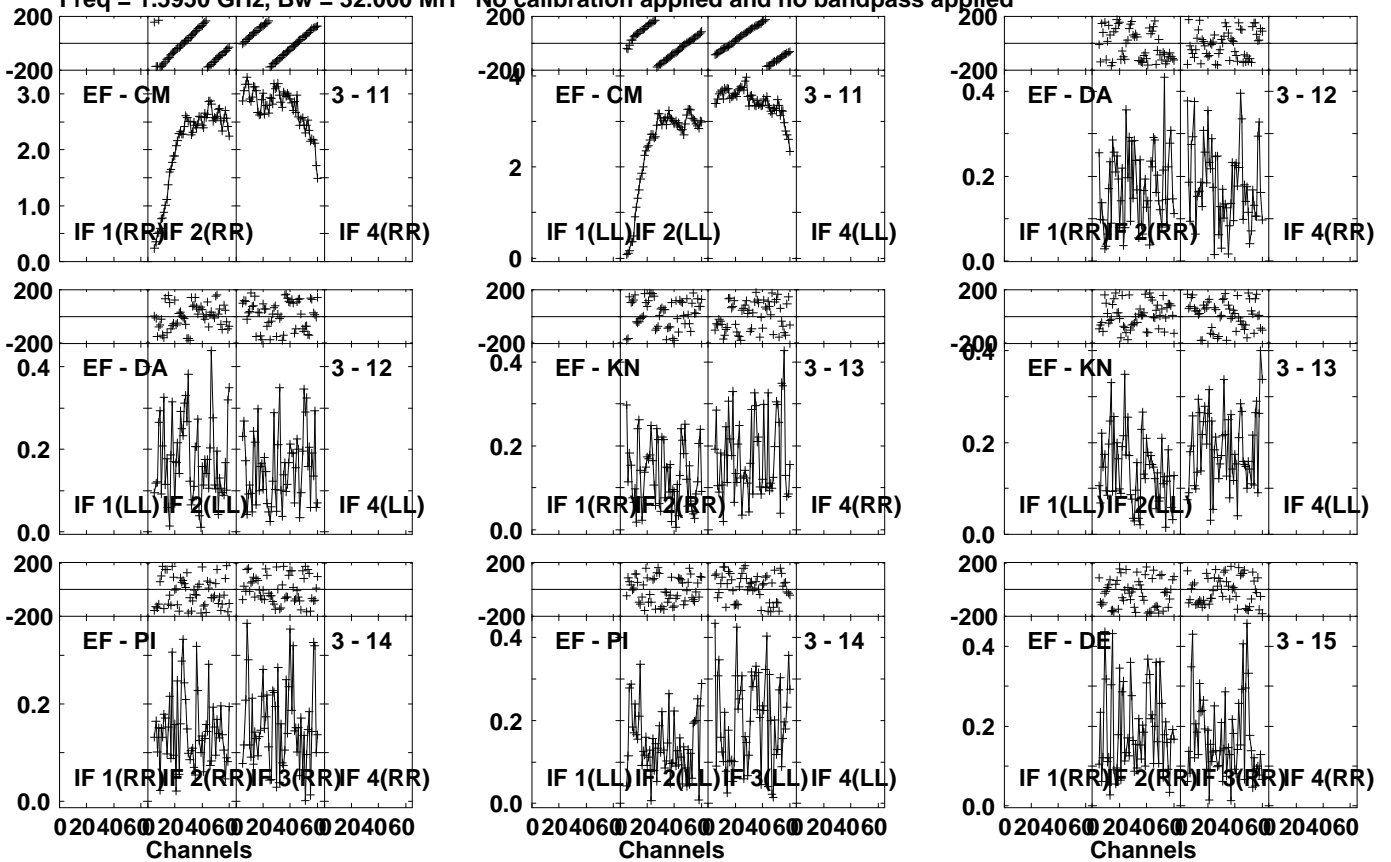 Freq = 1.5950 GHz, Bw = 32.000 MH No calibration applied and no bandpass applied
200 200 200
-200 -200 -200
EF - CM 3 - 11 EF - CM 3 - 11 EF - DA 3 - 12
3.0 4 0.4
2.0 2 0.2
1.0
IF 1(RR) IF 2(RR) IF 4(RR) IF 1(LL) IF 2(LL) IF 4(LL) IF 1(RR) IF 2(RR) IF 4(RR)
0.0 0 0.0
200 200 200
-200 -200 -200
EF - DA 3 - 12 EF - KN 3 - 13 EF - KN 3 - 13
0.4 0.4 0.4
0.2 0.2 0.2
IF 1(LL) IF 2(LL) IF 4(LL) IF 1(RR) IF 2(RR) IF 4(RR) IF 1(LL) IF 2(LL) IF 4(LL)
0.0 0.0 0.0
200 200 200
-200 -200 -200
EF - PI 3 - 14 EF - PI 3 - 14 EF - DE 3 - 15
0.4 0.4
0.2 0.2 0.2
IF 1(RR) IF 2(RR) IF 3(RR) IF 4(RR) IF 1(LL) IF 2(LL) IF 3(LL) IF 4(LL) IF 1(RR) IF 2(RR) IF 3(RR) IF 4(RR)
0.0 0.0 0.0
0 20 40 60 0 20 40 60 0 20 40 60 0 20 40 60 0 20 40 60 0 20 40 60 0 20 40 60 0 20 40 60 0 20 40 60 0 20 40 60 0 20 40 60 0 20 40 60
Channels Channels Channels